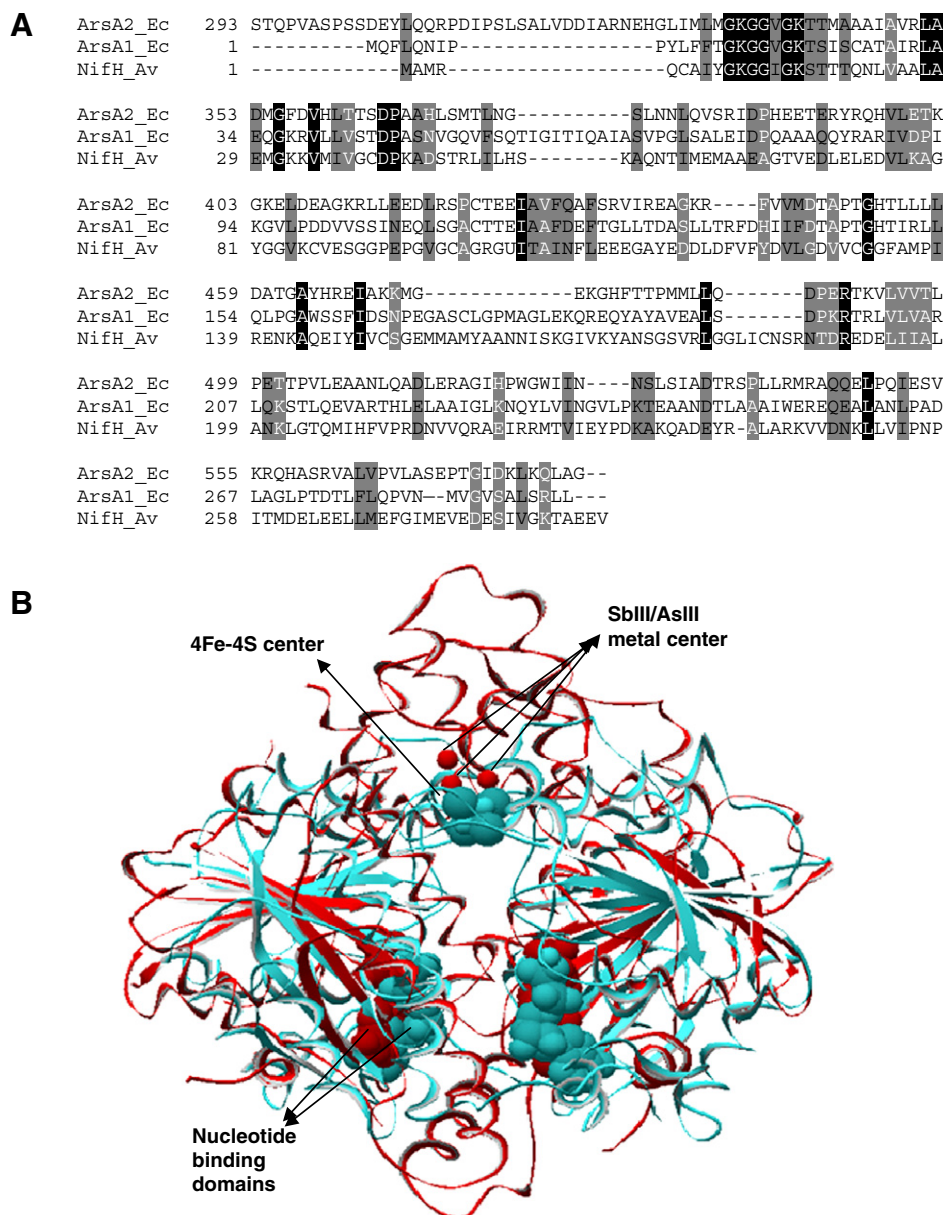 A
ArsA2_Ec 293 STQPVASPSSDEYLQQRPDIPSLSALVDDIARNEHGLIMLMGKGGVGKTTMAAAIAVRLA
ArsA1_Ec 1 ----------MQFLQNIP------------------PYLFFTGKGGVGKTSISCATAIRLA
NifH_Av 1 -------------MAMR-------------------QCAIYGKGGIGKSTTTQNLVAALA
ArsA2_Ec 353 DMGFDVHLTTSDPAAHLSMTLNG----------SLNNLQVSRIDPHEETERYRQHVLETK
ArsA1_Ec 34 EQGKRVLLVSTDPASNVGQVFSQTIGITIQAIASVPGLSALEIDPQAAAQQYRARIVDPI
NifH_Av 29 EMGKKVMIVGCDPKADSTRLILHS---------KAQNTIMEMAAEAGTVEDLELEDVLKAG
ArsA2_Ec 403 GKELDEAGKRLLEEDLRSPCTEEIAVFQAFSRVIREAGKR----FVVMDTAPTGHTLLLL
ArsA1_Ec 94 KGVLPDDVVSSINEQLSGACTTEIAAFDEFTGLLTDASLLTRFDHIIFDTAPTGHTIRLL
NifH_Av 81 YGGVKCVESGGPEPGVGCAGRGUITAINFLEEEGAYEDDLDFVFYDVLGDVVCGGFAMPI
ArsA2_Ec 459 DATGAYHREIAKKMG-------------EKGHFTTPMMLLQ-------DPERTKVLVVTL
ArsA1_Ec 154 QLPGAWSSFIDSNPEGASCLGPMAGLEKQREQYAYAVEALS-------DPKRTRLVLVAR
NifH_Av 139 RENKAQEIYIVCSGEMMAMYAANNISKGIVKYANSGSVRLGGLICNSRNTDREDELIIAL
ArsA2_Ec 499 PETTPVLEAANLQADLERAGIHPWGWIIN----NSLSIADTRSPLLRMRAQQELPQIESV
ArsA1_Ec 207 LQKSTLQEVARTHLELAAIGLKNQYLVINGVLPKTEAANDTLAAAIWEREQEALANLPAD
NifH_Av 199 ANKLGTQMIHFVPRDNVVQRAEIRRMTVIEYPDKAKQADEYR-ALARKVVDNKLLVIPNP
ArsA2_Ec 555 KRQHASRVALVPVLASEPTGIDKLKQLAG--
ArsA1_Ec 267 LAGLPTDTLFLQPVN—-MVGVSALSRLL---
NifH_Av 258 ITMDELEELLMEFGIMEVEDESIVGKTAEEV
B
4Fe-4S center
SbIII/AsIII
metal center
Nucleotide
binding
domains